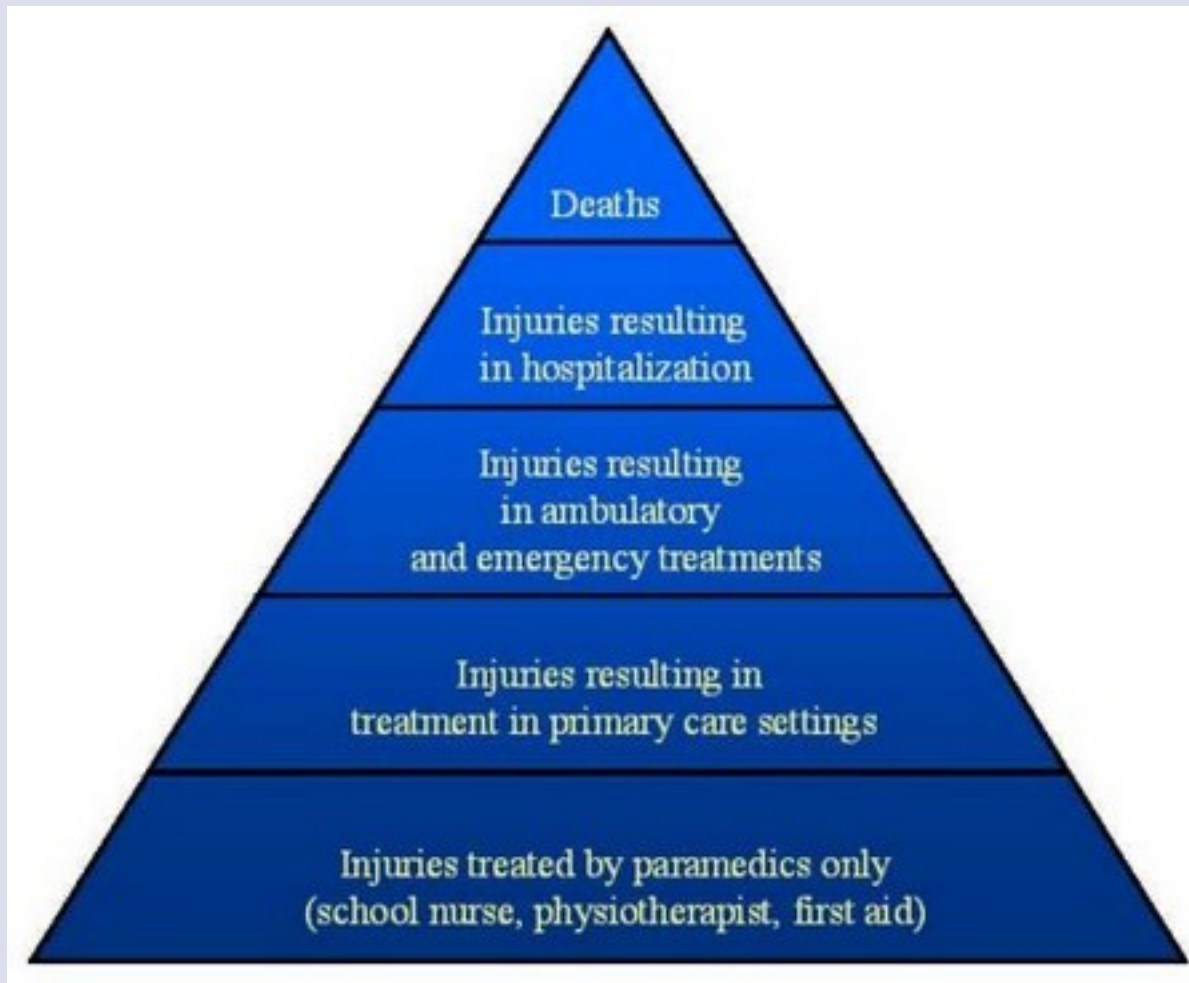 Deaths
Injuries resulting
in hospitalization
Injuries resulting
in ambulatory
and emergency treatments
Injuries resulting in
treatment in primary care settings
Injuries treated by paramedics only
(school nurse, physiotherapist, first aid)